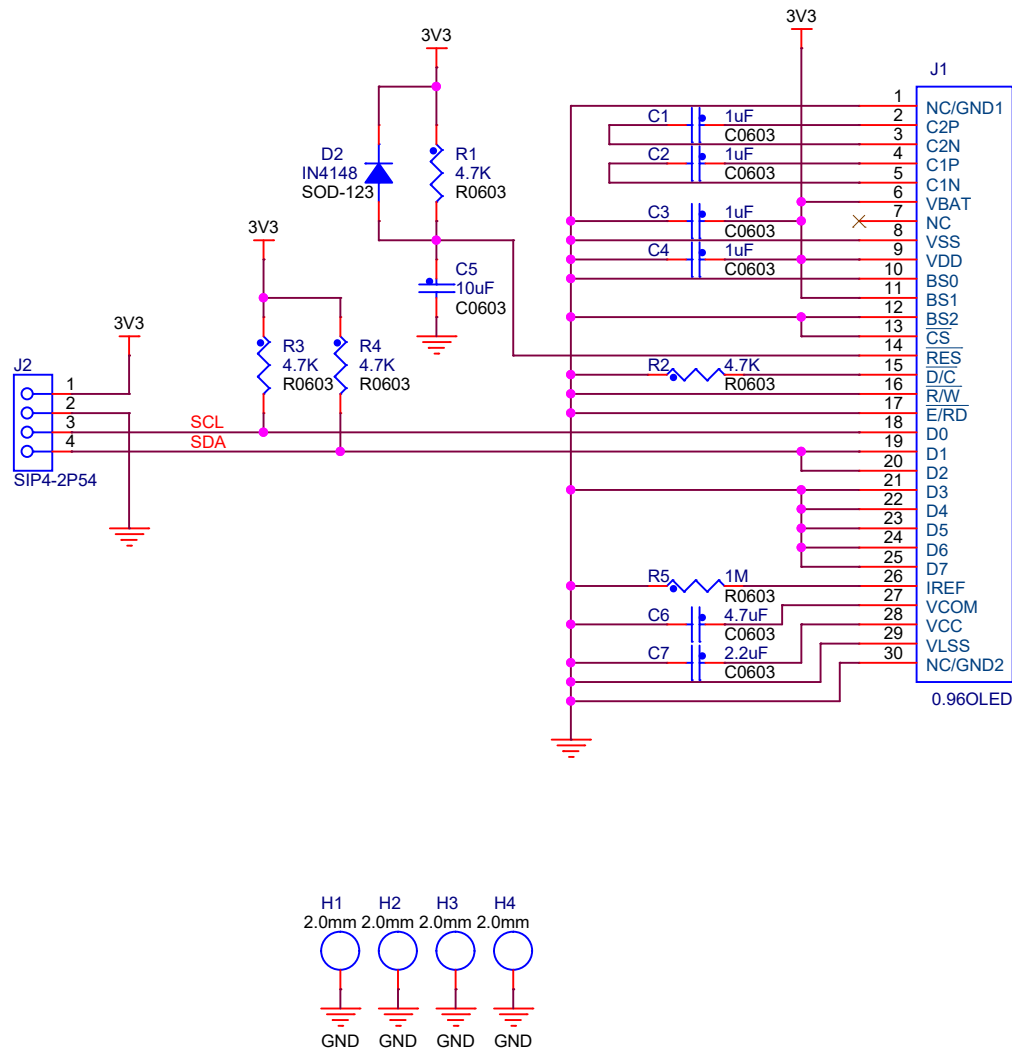 3V3
3V3
J1
D2
IN4148
SOD-123
R1
4.7K
R0603
C5
10uF
C0603
3V3
R3
4.7K
R0603
R4
4.7K
R0603
3V3
J2
1
2
3
4
SIP4-2P54
SCL
SDA
C1
1uF
C0603
C2
1uF
C0603
C3
1uF
C0603
C4
1uF
C0603
R2
4.7K
R0603
R5
1M
R0603
C6
4.7uF
C0603
C7
2.2uF
C0603
1 NC/GND1
2 C2P
3 C2N
4 C1P
5 C1N
6 VBAT
7 NC
8 VSS
9 VDD
10 BS0
11 BS1
12 BS2
13 CS
14 RES
15 D/C
16 R/W
17 E/RD
18 D0
19 D1
20 D2
21 D3
22 D4
23 D5
24 D6
25 D7
26 IREF
27 VCOM
28 VCC
29 VLSS
30 NC/GND2
0.96OLED
H1 H2 H3 H4
2.0mm 2.0mm 2.0mm 2.0mm
GND GND GND GND